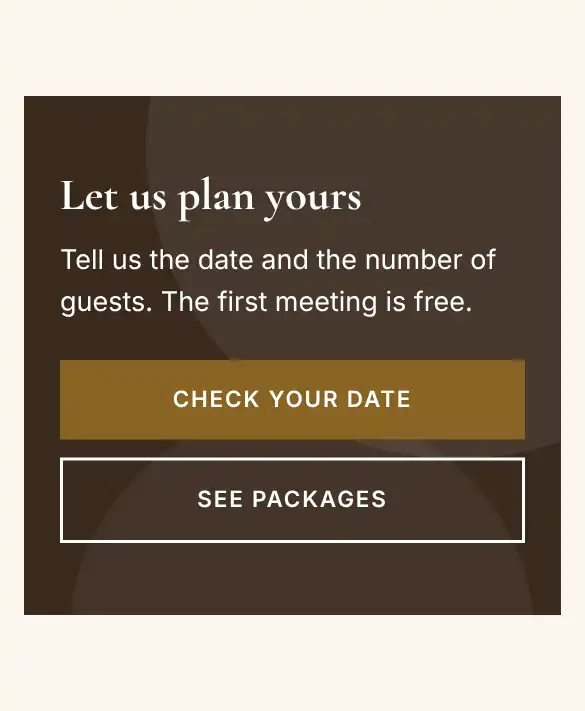 Let us plan yours
Tell us the date and the number of
guests. The first meeting is free.
CHECK YOUR DATE
SEE PACKAGES